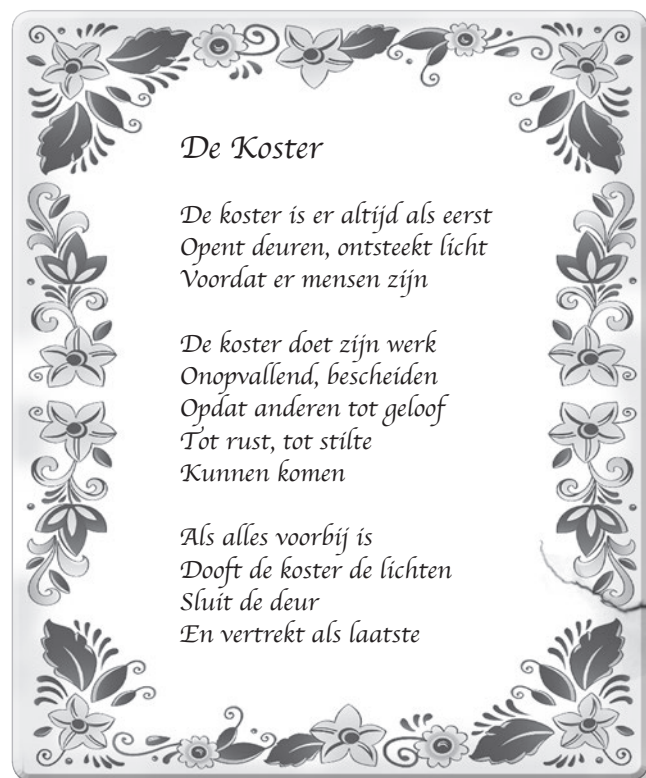 De Koster
De koster is er altijd als eerst
Opent deuren, ontsteekt licht
Voordat er mensen zijn
De koster doet zijn werk
Onopvallend, bescheiden
Opdat anderen tot geloof
Tot rust, tot stilte
Kunnen komen
Als alles voorbij is
Dooft de koster de lichten
Sluit de deur
En vertrekt als laatste